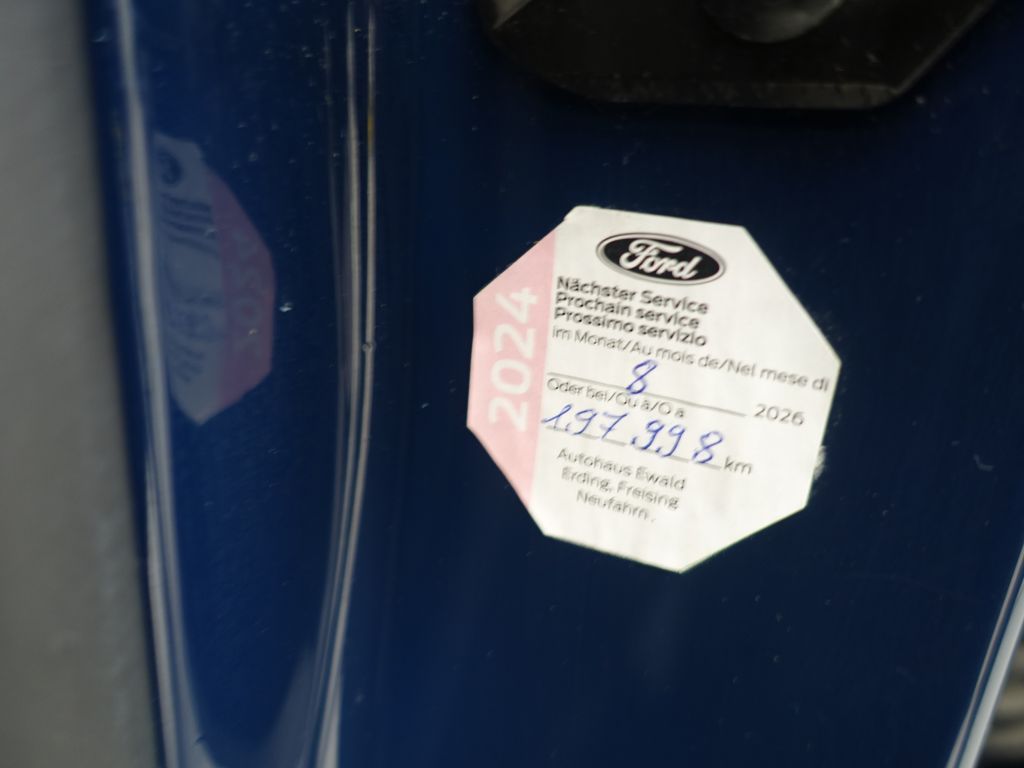 Ford
Nächster Service
Prochain service
Prossimo servizio
im Monat/Au mois de/Nel mese di
8 2026
Oder bei/Ou à/O a
197 998 km
Autohaus Ewald
Erding, Freising
Neufahrn.
2024